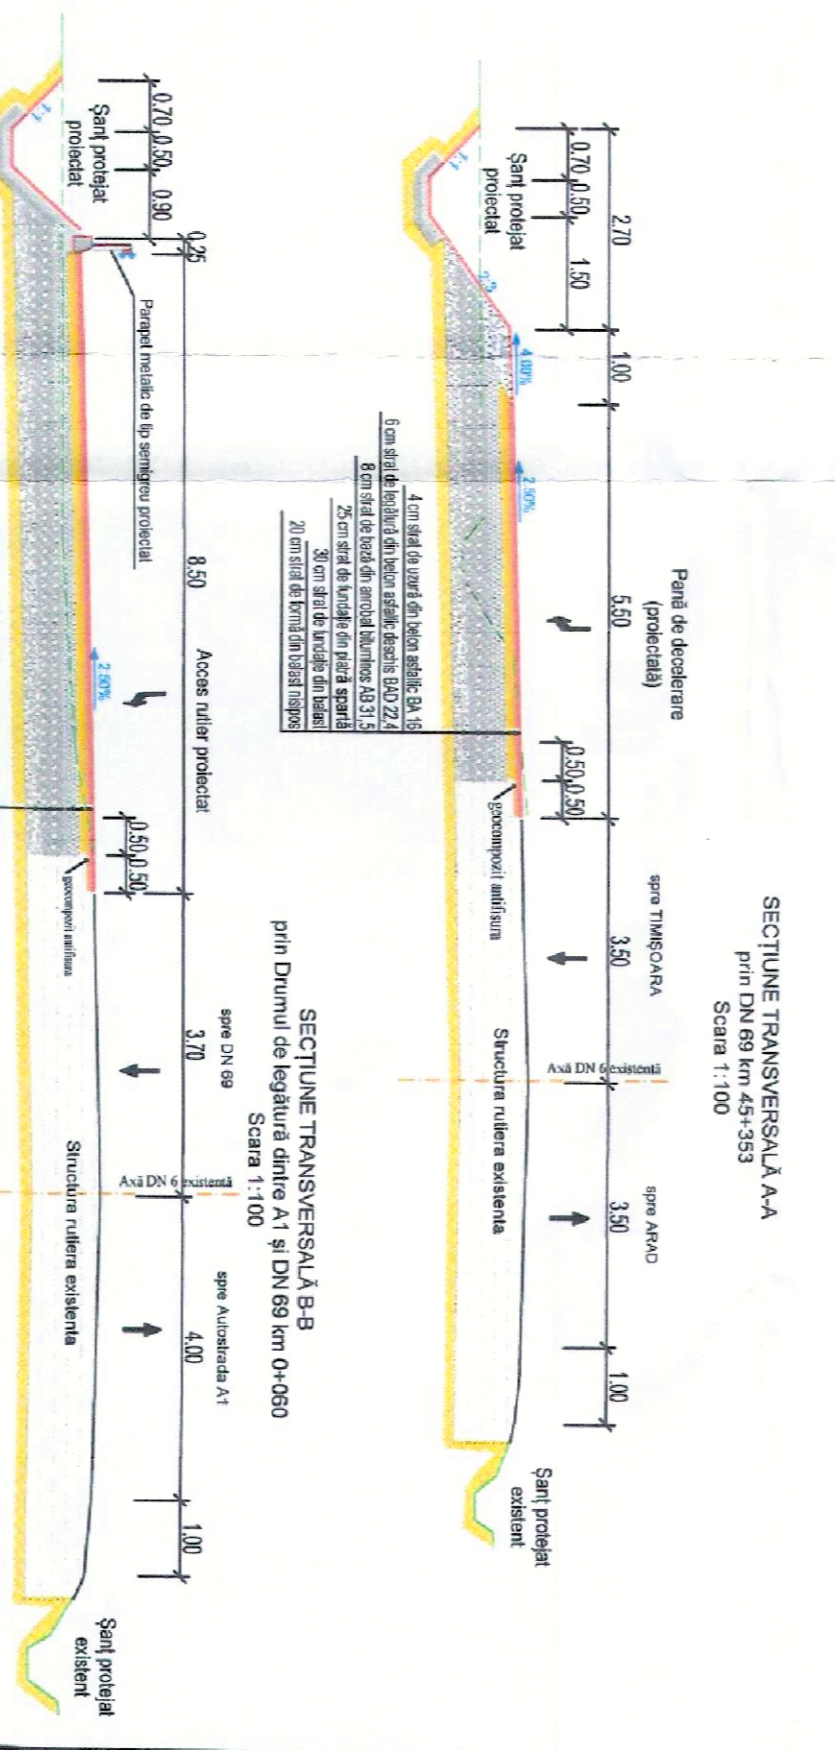 SECȚIUNE TRANSVERSALĂ A-A
prin DN 69 km 45+353
Scara 1:100
Pană de decelerare
(proiectată)
spre TIMIȘOARA
spre ARAD
2.70
1.00
5.50
3.50
3.50
1.00
0.70
0.50
1.50
0.50
0.50
Axă DN 6 existentă
Șanț protejat
proiectat
1:1
2:3
4.00%
2.50%
geocompozit antifisura
Structura rutiera existenta
Șanț protejat
existent
4 cm strat de uzură din beton asfaltic BA 16
6 cm strat de legătură din beton asfaltic deschis BAD 22,4
8 cm strat de bază din anrobat bituminos AB 31,5
25 cm strat de fundație din piatră spartă
30 cm strat de fundație din balast
20 cm strat de formă din balast nisipos
SECȚIUNE TRANSVERSALĂ B-B
prin Drumul de legătură dintre A1 și DN 69 km 0+060
Scara 1:100
Acces rutier proiectat
spre DN 69
spre Autostrada A1
0.25
8.50
3.70
4.00
1.00
0.70
0.50
0.90
0.50
0.50
Parapet metalic de tip semigreu proiectat
Axă DN 6 existentă
Șanț protejat
proiectat
1:1
2.50%
geocompozit antifisura
Structura rutiera existenta
Șanț protejat
existent